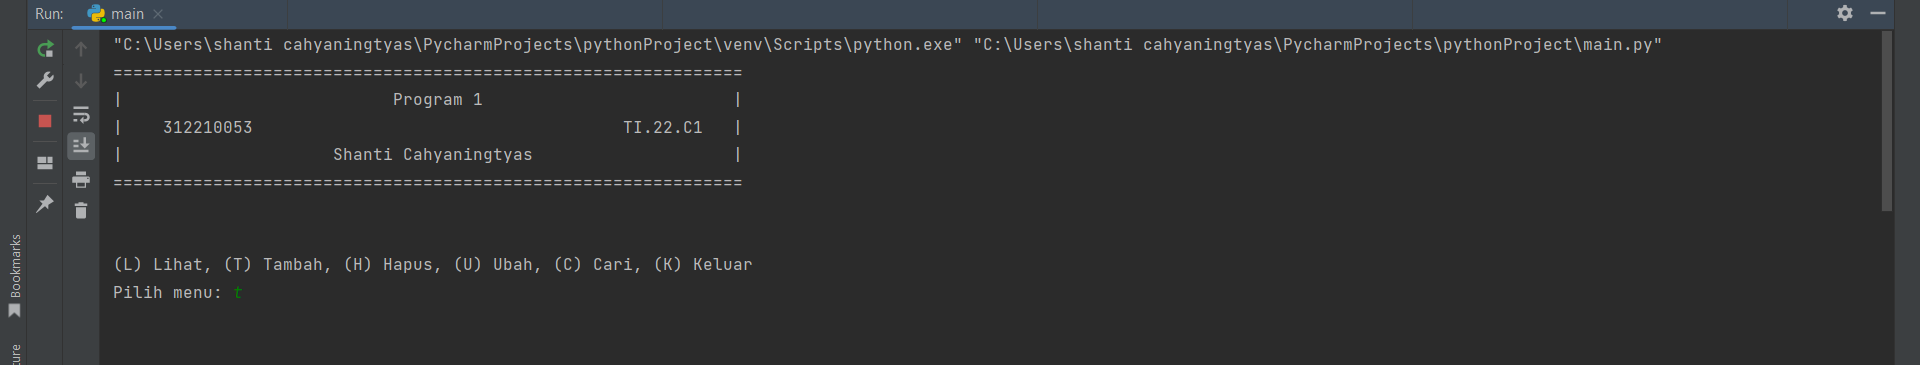 Run: main
"C:\Users\shanti cahyaningtyas\PycharmProjects\pythonProject\venv\Scripts\python.exe" "C:\Users\shanti cahyaningtyas\PycharmProjects\pythonProject\main.py"
===============================================================
| Program 1 |
| 312210053 TI.22.C1 |
| Shanti Cahyaningtyas |
===============================================================
(L) Lihat, (T) Tambah, (H) Hapus, (U) Ubah, (C) Cari, (K) Keluar
Pilih menu: t
Bookmarks